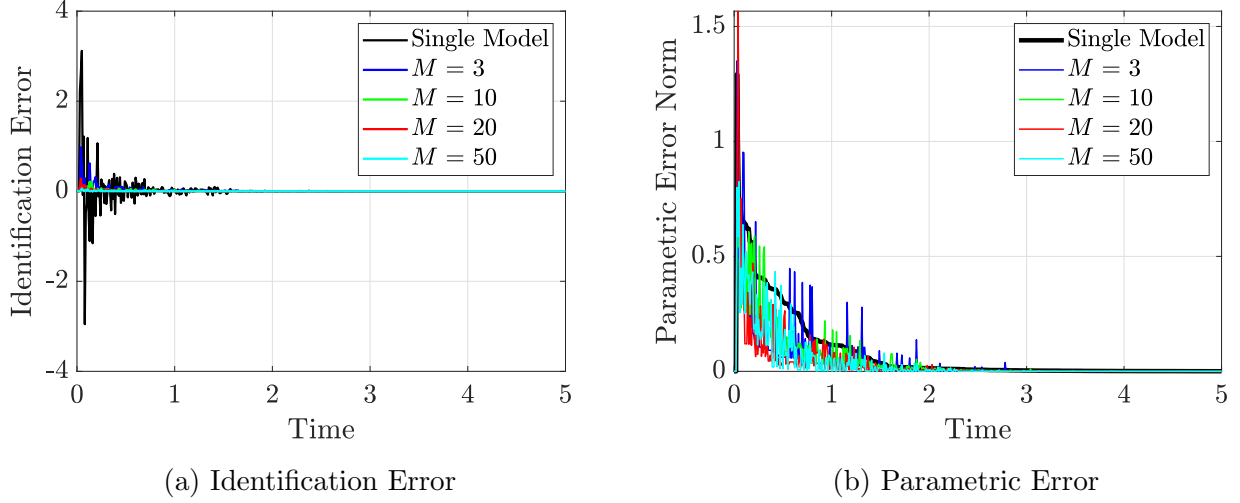 4
2
0
-2
-4
0
1
2
3
4
5
Identification Error
Time
Single Model
M = 3
M = 10
M = 20
M = 50
(a) Identification Error
1.5
1
0.5
0
0
1
2
3
4
5
Parametric Error Norm
Time
Single Model
M = 3
M = 10
M = 20
M = 50
(b) Parametric Error